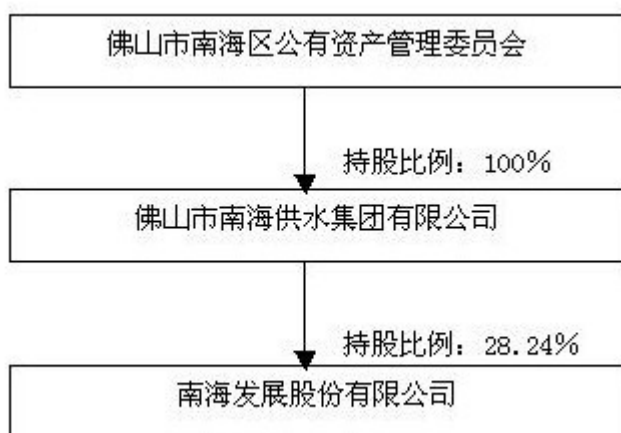 佛山市南海区公有资产管理委员会
持股比例：100%
佛山市南海供水集团有限公司
持股比例：28.24%
南海发展股份有限公司